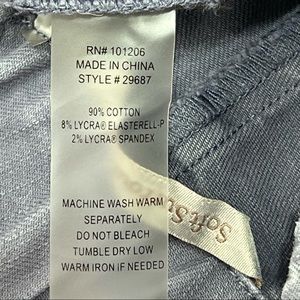 RN# 101206
MADE IN CHINA
STYLE # 29687
90% COTTON
8% LYCRA® ELASTERELL-P
2% LYCRA® SPANDEX
MACHINE WASH WARM
SEPARATELY
DO NOT BLEACH
TUMBLE DRY LOW
WARM IRON IF NEEDED